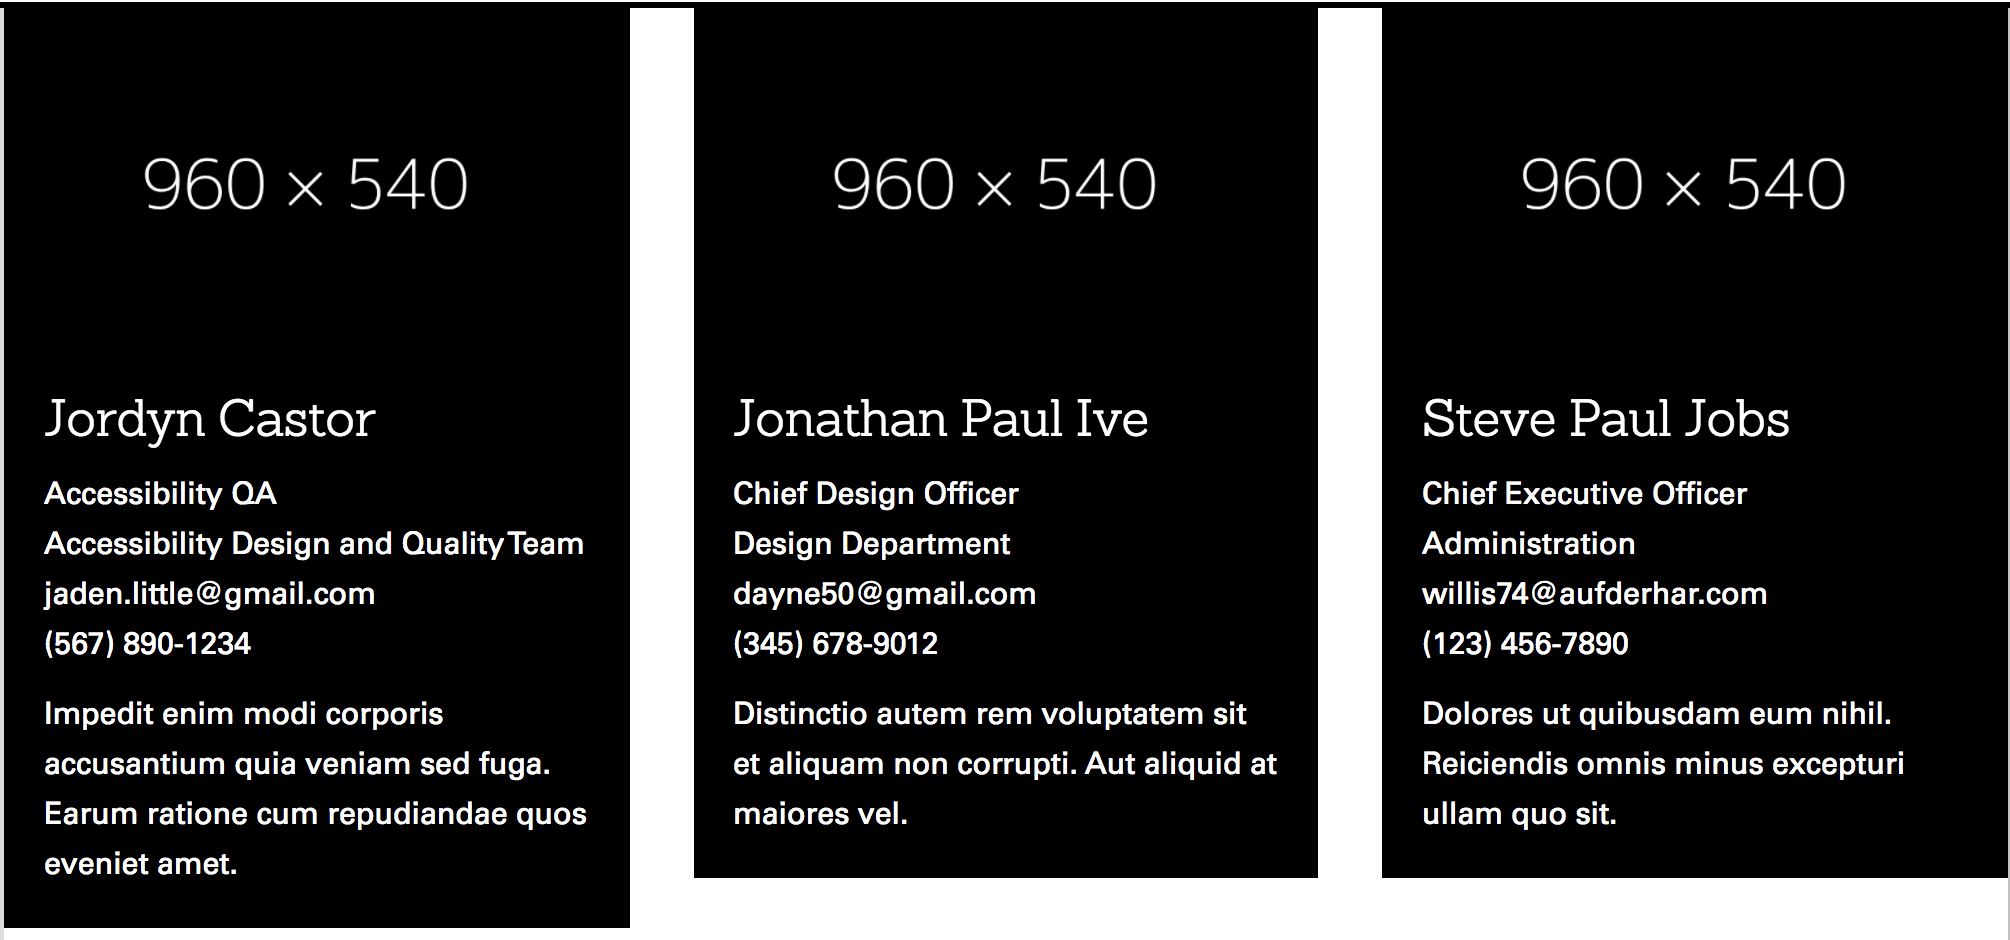 960 × 540
Jordyn Castor
Accessibility QA
Accessibility Design and Quality Team
jaden.little@gmail.com
(567) 890-1234
Impedit enim modi corporis
accusantium quia veniam sed fuga.
Earum ratione cum repudiandae quos
eveniet amet.
960 × 540
Jonathan Paul Ive
Chief Design Officer
Design Department
dayne50@gmail.com
(345) 678-9012
Distinctio autem rem voluptatem sit
et aliquam non corrupti. Aut aliquid at
maiores vel.
960 × 540
Steve Paul Jobs
Chief Executive Officer
Administration
willis74@aufderhar.com
(123) 456-7890
Dolores ut quibusdam eum nihil.
Reiciendis omnis minus excepturi
ullam quo sit.